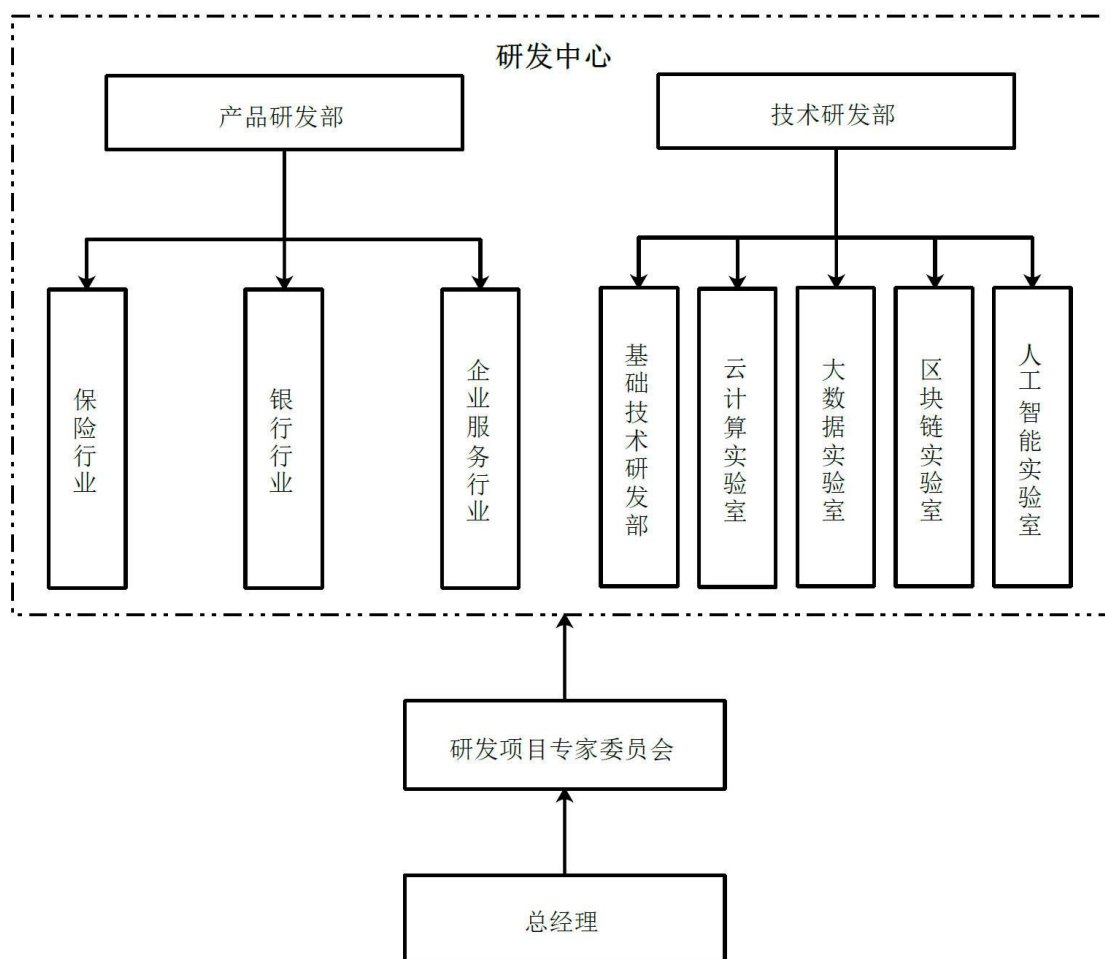 研发中心
产品研发部
技术研发部
保险行业
银行行业
企业服务行业
基础技术研发部
云计算实验室
大数据实验室
区块链实验室
人工智能实验室
研发项目专家委员会
总经理